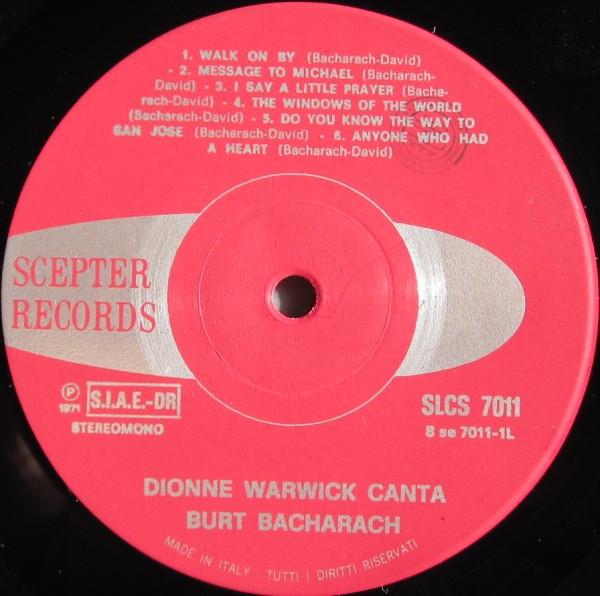 1. WALK ON BY (Bacharach-David)
- 2. MESSAGE TO MICHAEL (Bacharach-
David) - 3. I SAY A LITTLE PRAYER (Bacha-
rach-David) - 4. THE WINDOWS OF THE WORLD
(Bacharach-David) - 5. DO YOU KNOW THE WAY TO
SAN JOSE (Bacharach-David) - 6. ANYONE WHO HAD
A HEART (Bacharach-David)
SCEPTER
RECORDS
P
1971
S.I.A.E.-DR
STEREOMONO
SLCS 7011
S se 7011-1L
DIONNE WARWICK CANTA
BURT BACHARACH
MADE IN ITALY TUTTI I DIRITTI RISERVATI